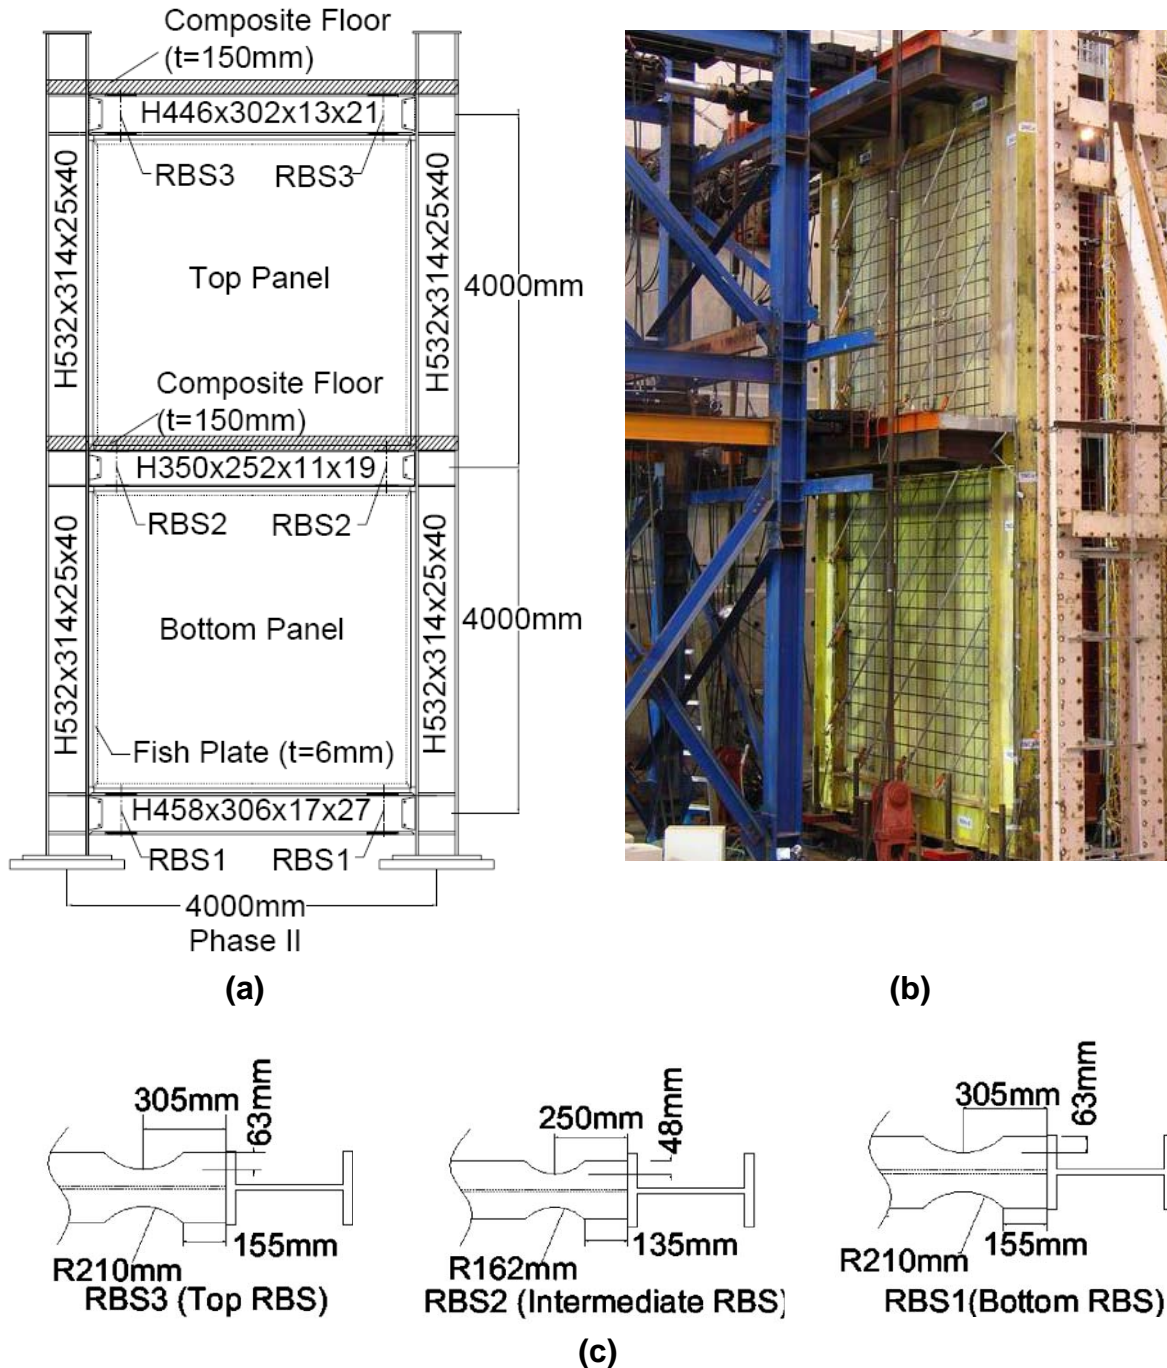 Composite Floor
(t=150mm)
H446x302x13x21
RBS3 RBS3
H532x314x25x40
H532x314x25x40
Top Panel
4000mm
Composite Floor
(t=150mm)
H350x252x11x19
RBS2 RBS2
H532x314x25x40
H532x314x25x40
4000mm
Bottom Panel
Fish Plate (t=6mm)
H458x306x17x27
RBS1 RBS1
4000mm
Phase II
(a)
(b)
305mm
63mm
155mm
R210mm
RBS3 (Top RBS)
250mm
48mm
135mm
R162mm
RBS2 (Intermediate RBS)
305mm
63mm
155mm
R210mm
RBS1(Bottom RBS)
(c)